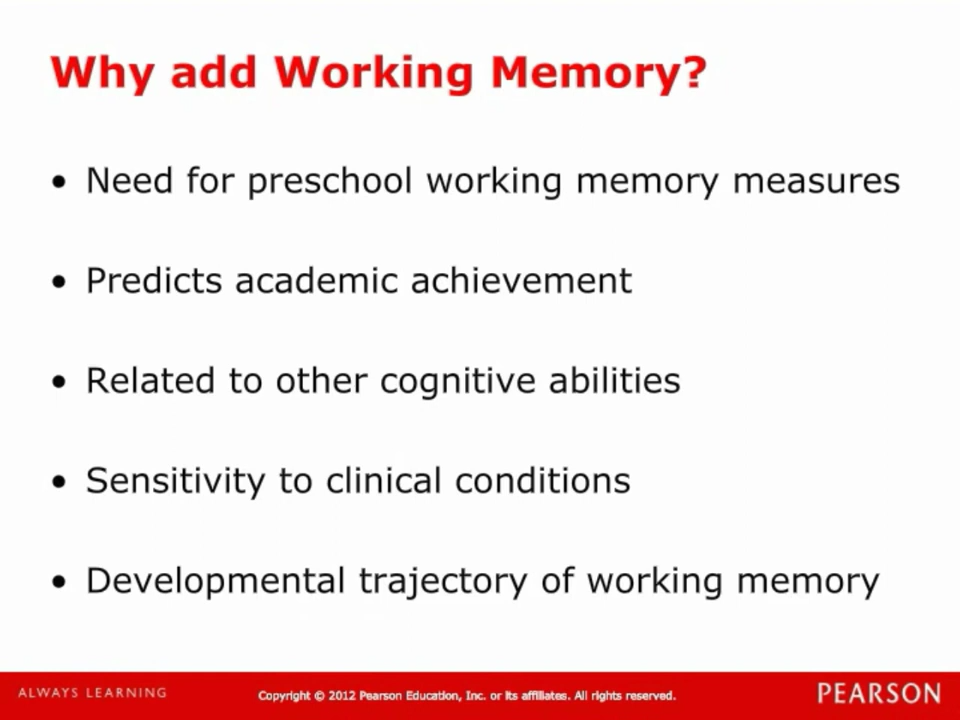 Why add Working Memory?
• Need for preschool working memory measures
• Predicts academic achievement
• Related to other cognitive abilities
• Sensitivity to clinical conditions
• Developmental trajectory of working memory
ALWAYS LEARNING
Copyright © 2012 Pearson Education, Inc. or its affiliates. All rights reserved.
PEARSON